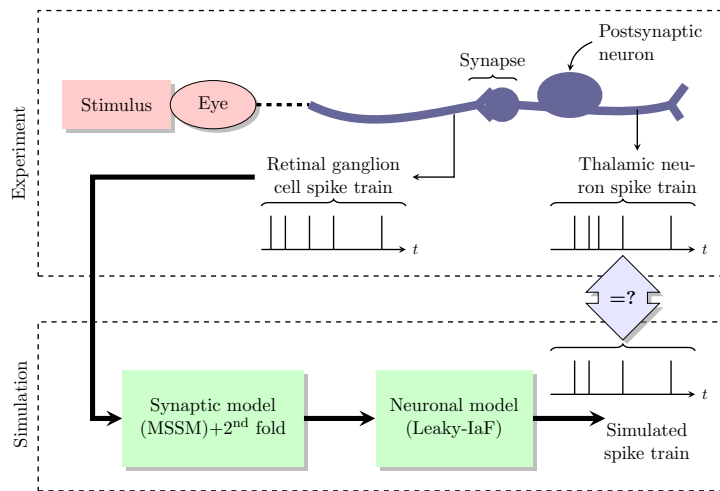 Postsynaptic
neuron
Synapse
Stimulus
Eye
Experiment
Retinal ganglion
cell spike train
Thalamic neu-
ron spike train
t
t
=?
Simulation
t
Synaptic model
(MSSM)+2nd fold
Neuronal model
(Leaky-IaF)
Simulated
spike train